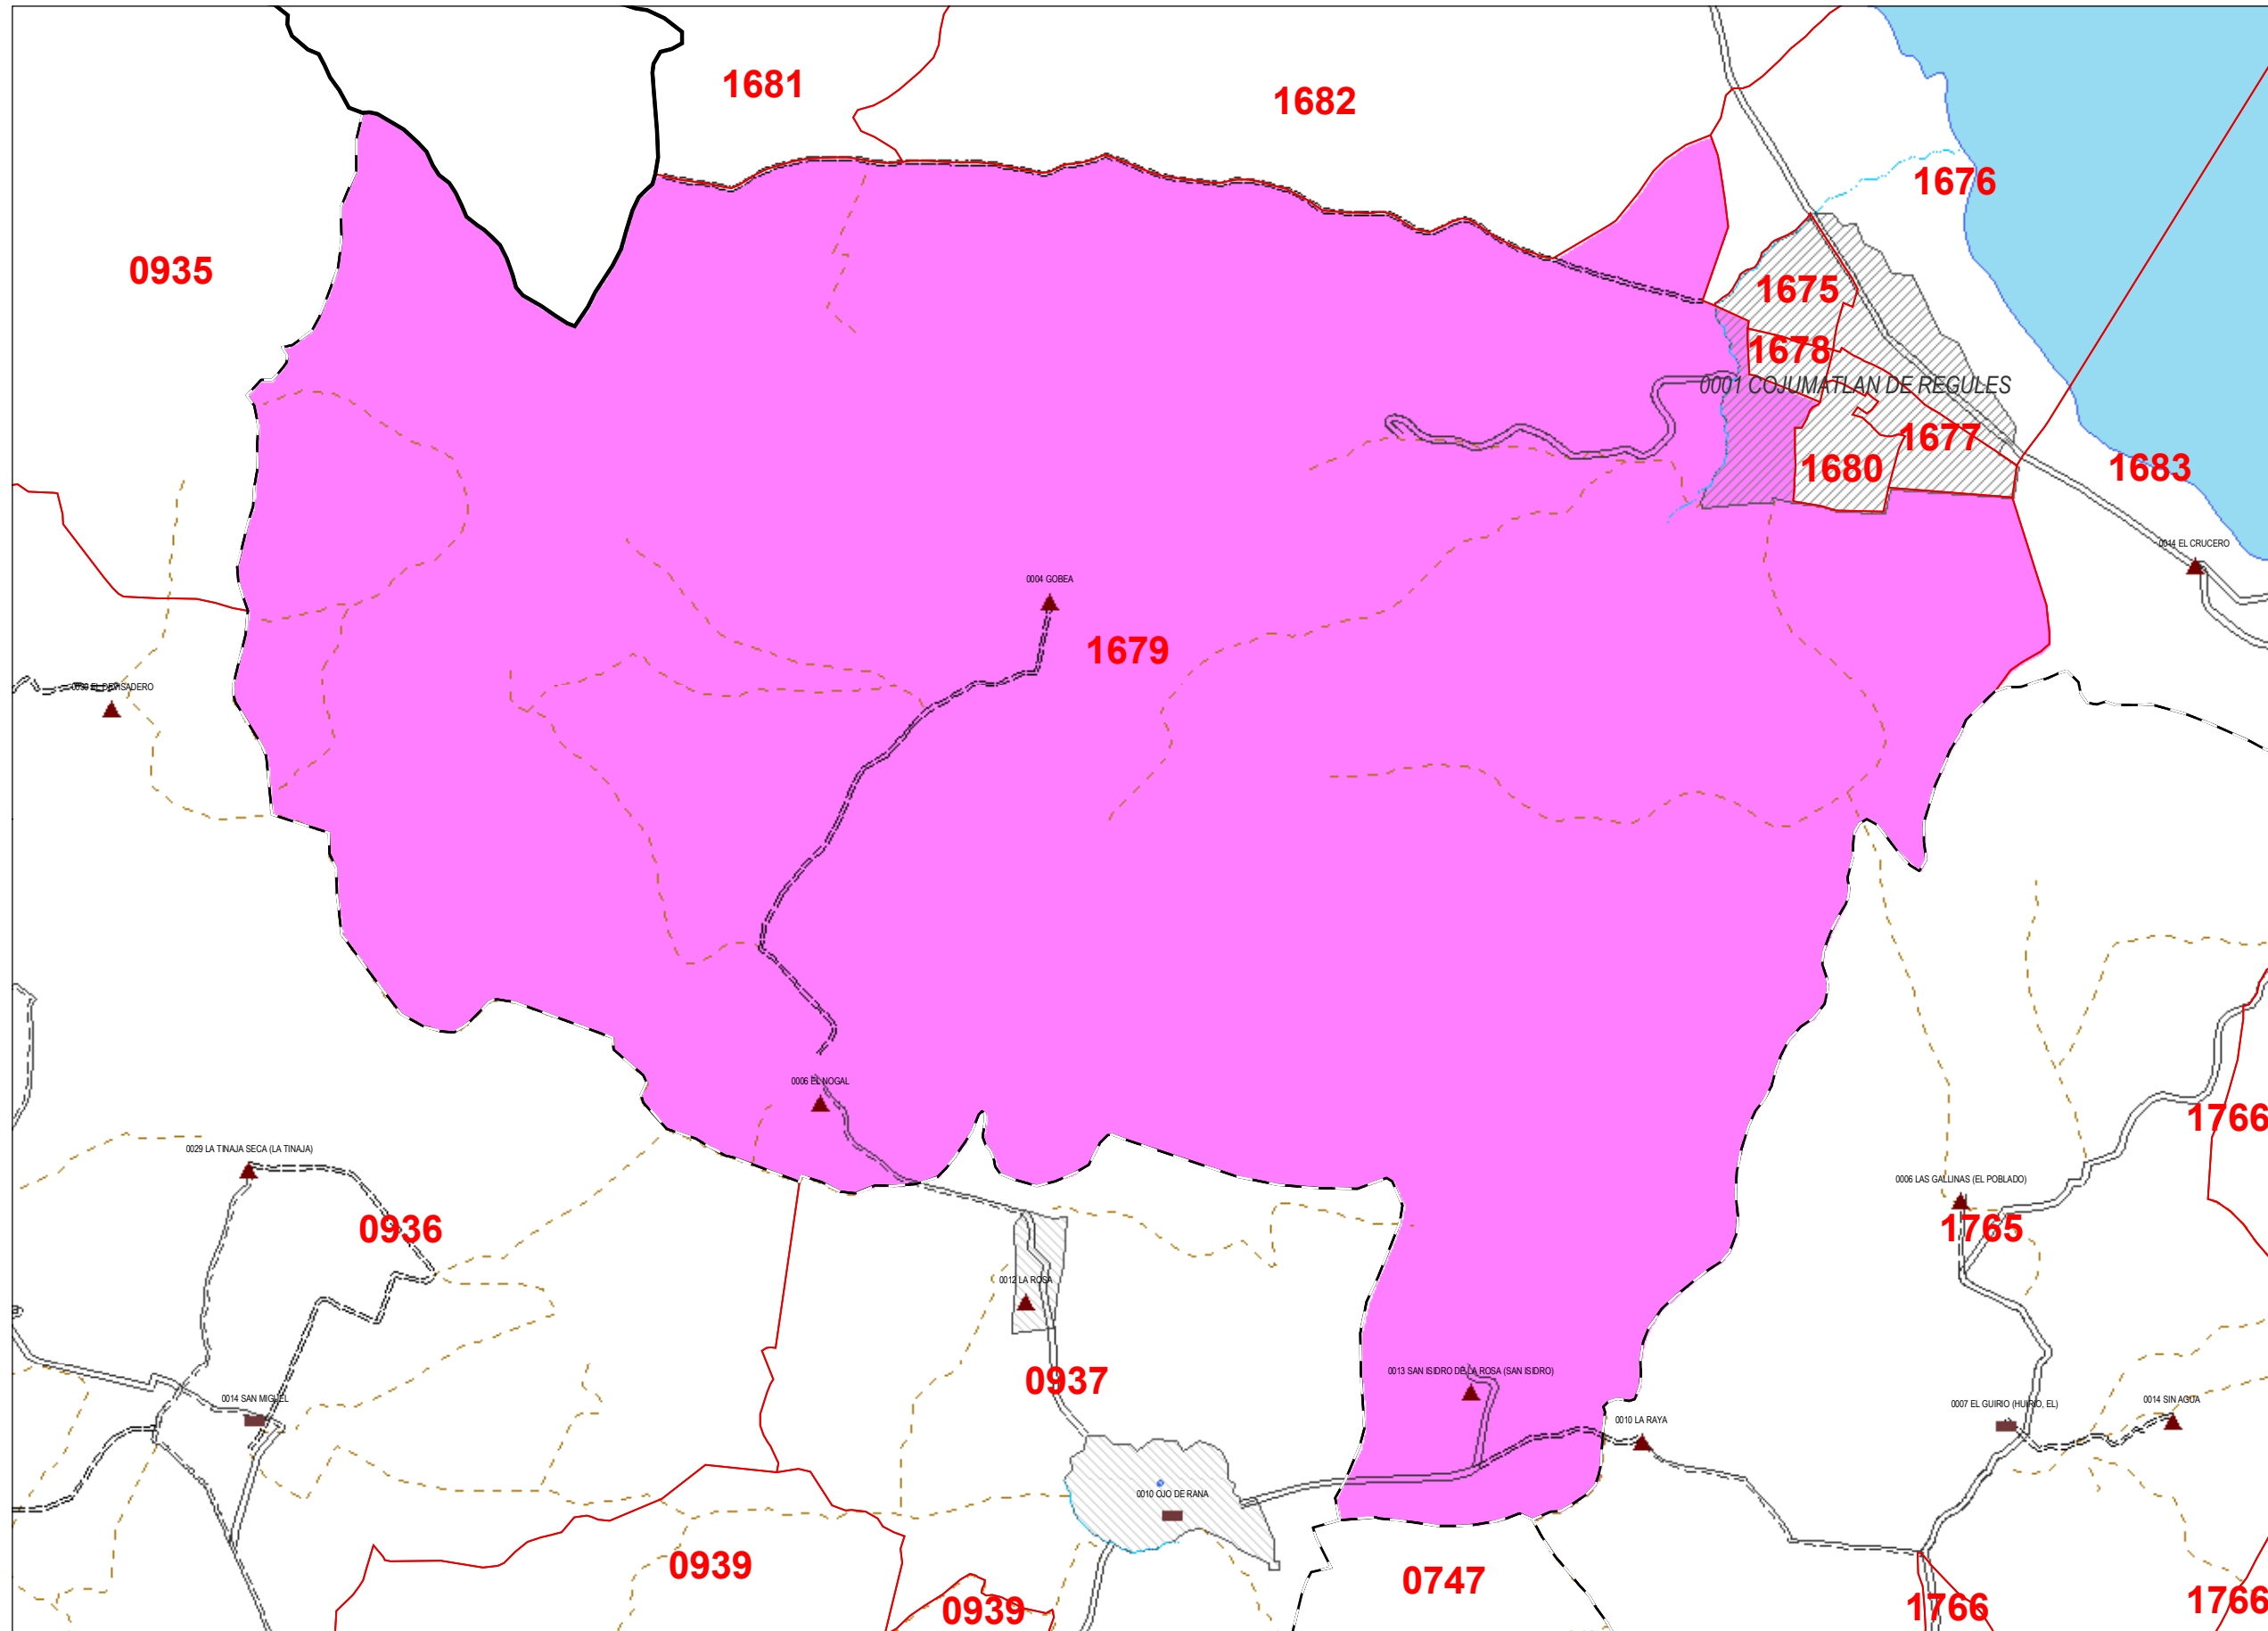 1681
1682
1676
0935
1675
1678
0001 COJUMATLAN DE REGULES
1677
1680
1683
0014 EL CRUCERO
0004 GOBEA
1679
EL DEVISADERO
0006 EL NOGAL
1766
0029 LA TINAJA SECA (LA TINAJA)
0006 LAS GALLINAS (EL POBLADO)
0936
1765
0012 LA ROSA
0937
0013 SAN ISIDRO DE LA ROSA (SAN ISIDRO)
0014 SAN MIGUEL
0010 LA RAYA
0007 EL GUIRIO (HUIRIO, EL)
0014 SIN AGUA
0010 OJO DE RANA
0939
0747
0939
1766
1766